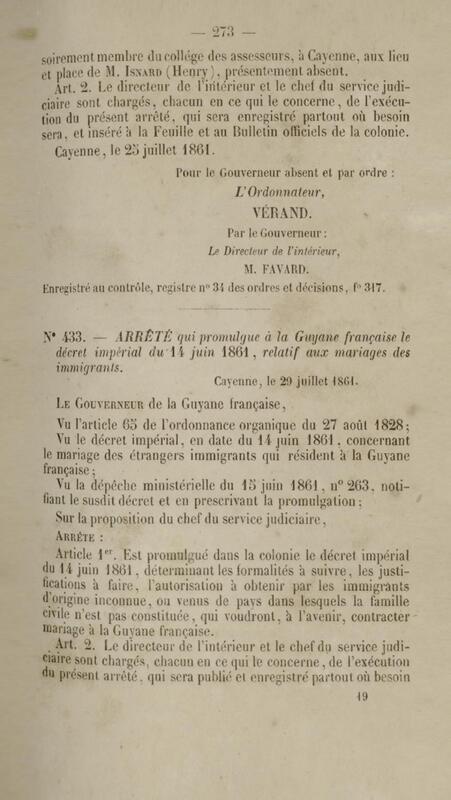 — 273 —
soirement membre du collége des assesseurs, à Cayenne, aux lieu
et place de M. ISNARD (Henry), présentement absent.
Art. 2. Le directeur de l'intérieur et le chef du service judi-
ciaire sont chargés, chacun en ce qui le concerne, de l'exécu-
tion du présent arrêté, qui sera enregistré partout où besoin
sera, et inséré à la Feuille et au Bulletin officiels de la colonie.
Cayenne, le 25 juillet 1861.
Pour le Gouverneur absent et par ordre :
L'Ordonnateur,
VÉRAND.
Par le Gouverneur :
Le Directeur de l'intérieur,
M. FAVARD.
Enregistré au contrôle, registre n° 34 des ordres et décisions, f° 317.
N° 433. — ARRÊTÉ qui promulgue à la Guyane française le
décret impérial du 14 juin 1861, relatif aux mariages des
immigrants.
Cayenne, le 29 juillet 1861.
LE GOUVERNEUR de la Guyane française,
Vu l'article 65 de l'ordonnance organique du 27 août 1828;
Vu le décret impérial, en date du 14 juin 1861, concernant
le mariage des étrangers immigrants qui résident à la Guyane
française;
Vu la dépêche ministérielle du 15 juin 1861, n° 263, noti-
fiant le susdit décret et en prescrivant la promulgation;
Sur la proposition du chef du service judiciaire,
ARRÊTE :
Article 1er. Est promulgué dans la colonie le décret impérial
du 14 juin 1861, déterminant les formalités à suivre, les justi-
fications à faire, l'autorisation à obtenir par les immigrants
d'origine inconnue, ou venus de pays dans lesquels la famille
civile n'est pas constituée, qui voudront, à l'avenir, contracter
mariage à la Guyane française.
Art. 2. Le directeur de l'intérieur et le chef du service judi-
ciaire sont chargés, chacun en ce qui le concerne, de l'exécution
du présent arrêté, qui sera publié et enregistré partout où besoin
19